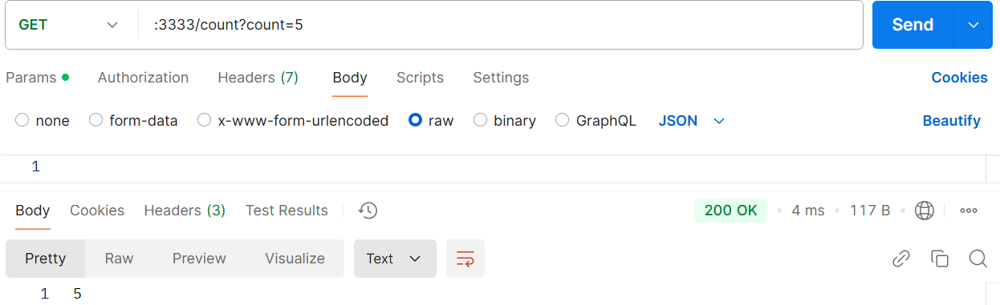 GET :3333/count?count=5 Send
Params Authorization Headers (7) Body Scripts Settings Cookies
none form-data x-www-form-urlencoded raw binary GraphQL JSON Beautify
1
Body Cookies Headers (3) Test Results 200 OK 4 ms 117 B
Pretty Raw Preview Visualize Text
1 5